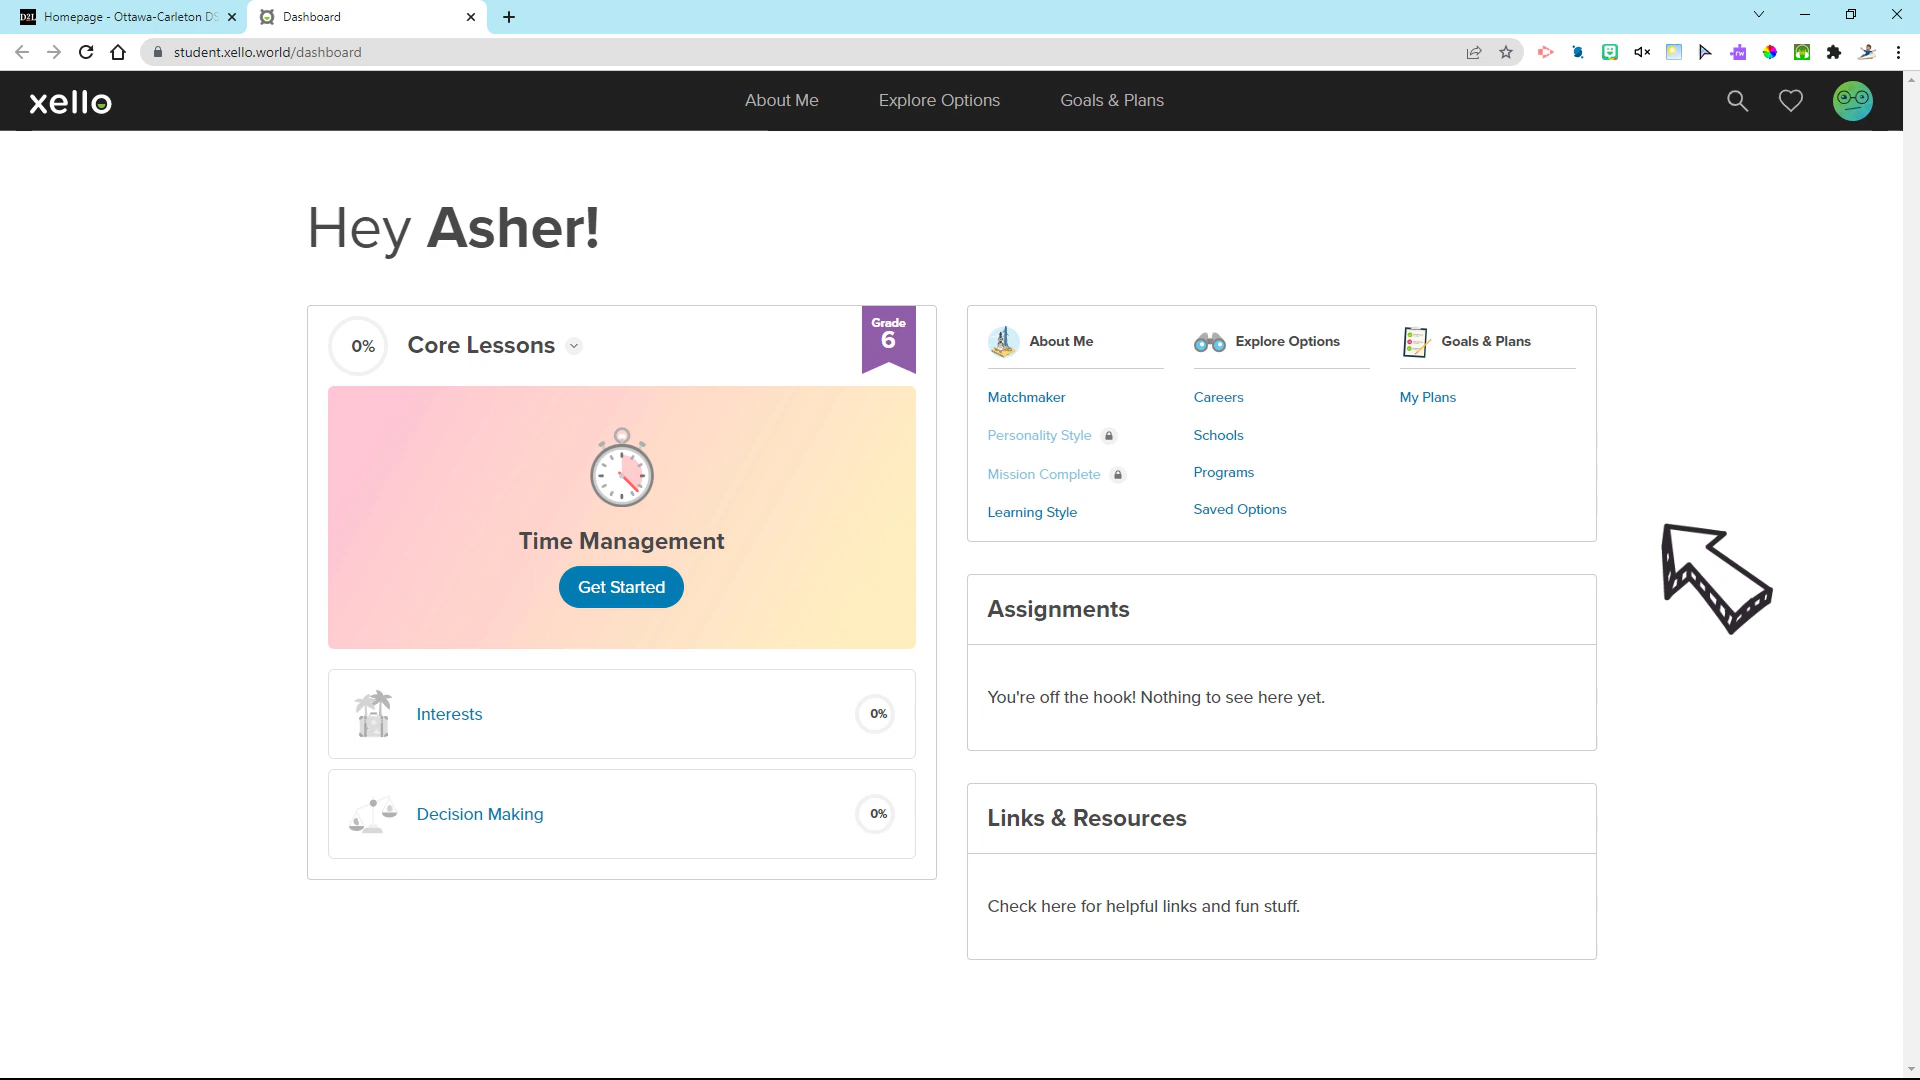 D2L Homepage - Ottawa-Carleton DS
Dashboard
student.xello.world/dashboard
rw
xello
About Me
Explore Options
Goals & Plans
Hey Asher!
0%
Core Lessons
Grade
6
Time Management
Get Started
Interests
0%
Decision Making
0%
About Me
Matchmaker
Personality Style
Mission Complete
Learning Style
Explore Options
Careers
Schools
Programs
Saved Options
Goals & Plans
My Plans
Assignments
You're off the hook! Nothing to see here yet.
Links & Resources
Check here for helpful links and fun stuff.